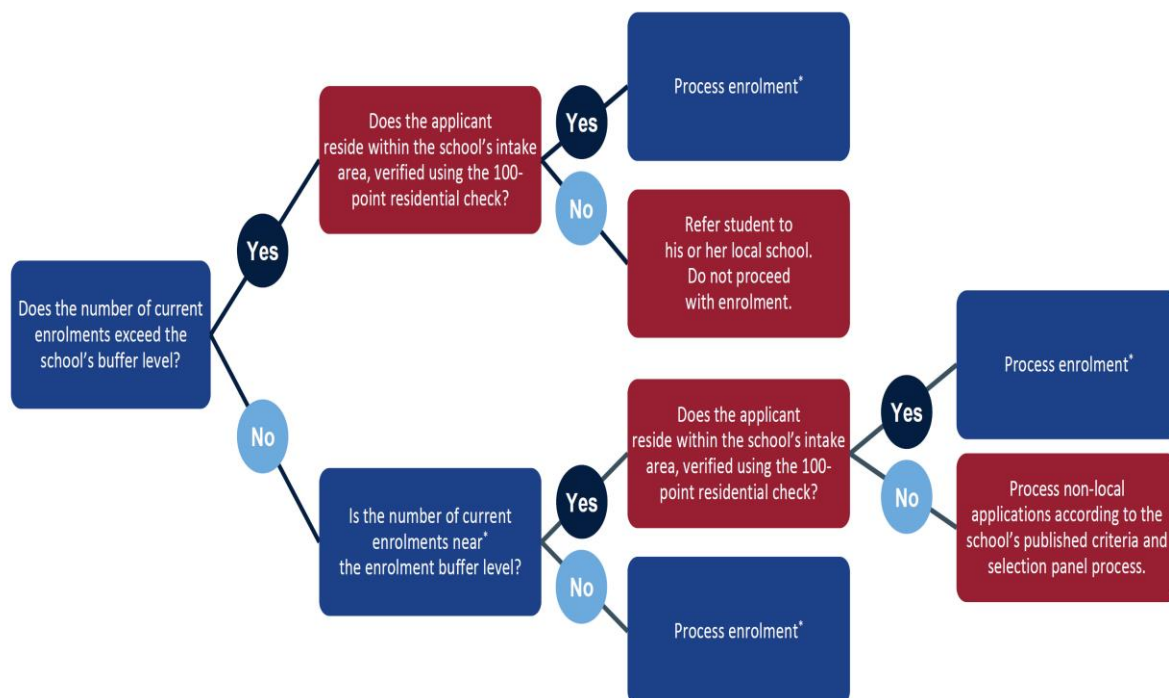 Does the number of current
enrolments exceed the
school’s buffer level?
Yes
Does the applicant
reside within the school’s intake
area, verified using the 100-
point residential check?
Yes
Process enrolment*
No
Refer student to
his or her local school.
Do not proceed
with enrolment.
No
Is the number of current
enrolments near*
the enrolment buffer level?
Yes
Does the applicant
reside within the school’s intake
area, verified using the 100-
point residential check?
Yes
Process enrolment*
No
Process non-local
applications according to the
school’s published criteria and
selection panel process.
No
Process enrolment*